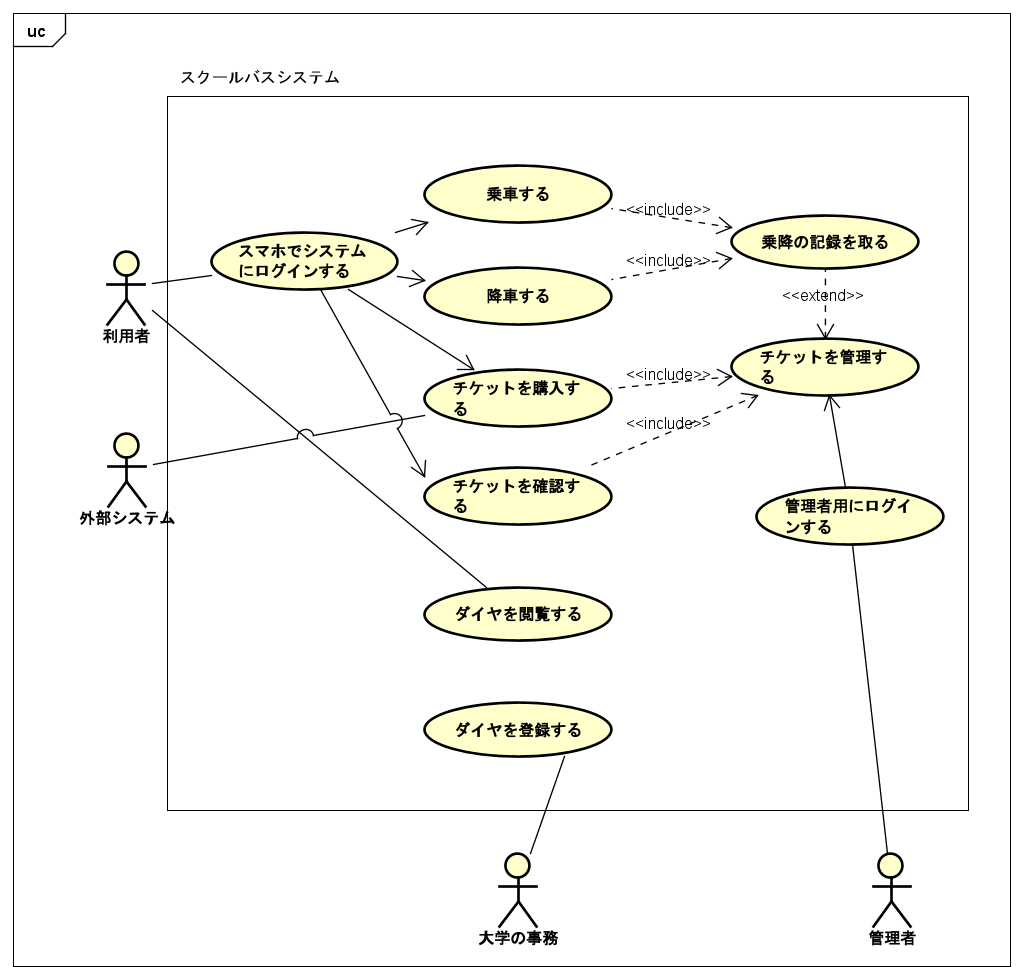 uc
スクールバスシステム
乗車する
<<include>>
スマホでシステム
にログインする
乗降の記録を取る
<<include>>
降車する
<<extend>>
利用者
チケットを管理す
る
<<include>>
チケットを購入す
る
<<include>>
チケットを確認す
る
外部システム
管理者用にログイ
ンする
ダイヤを閲覧する
ダイヤを登録する
大学の事務
管理者